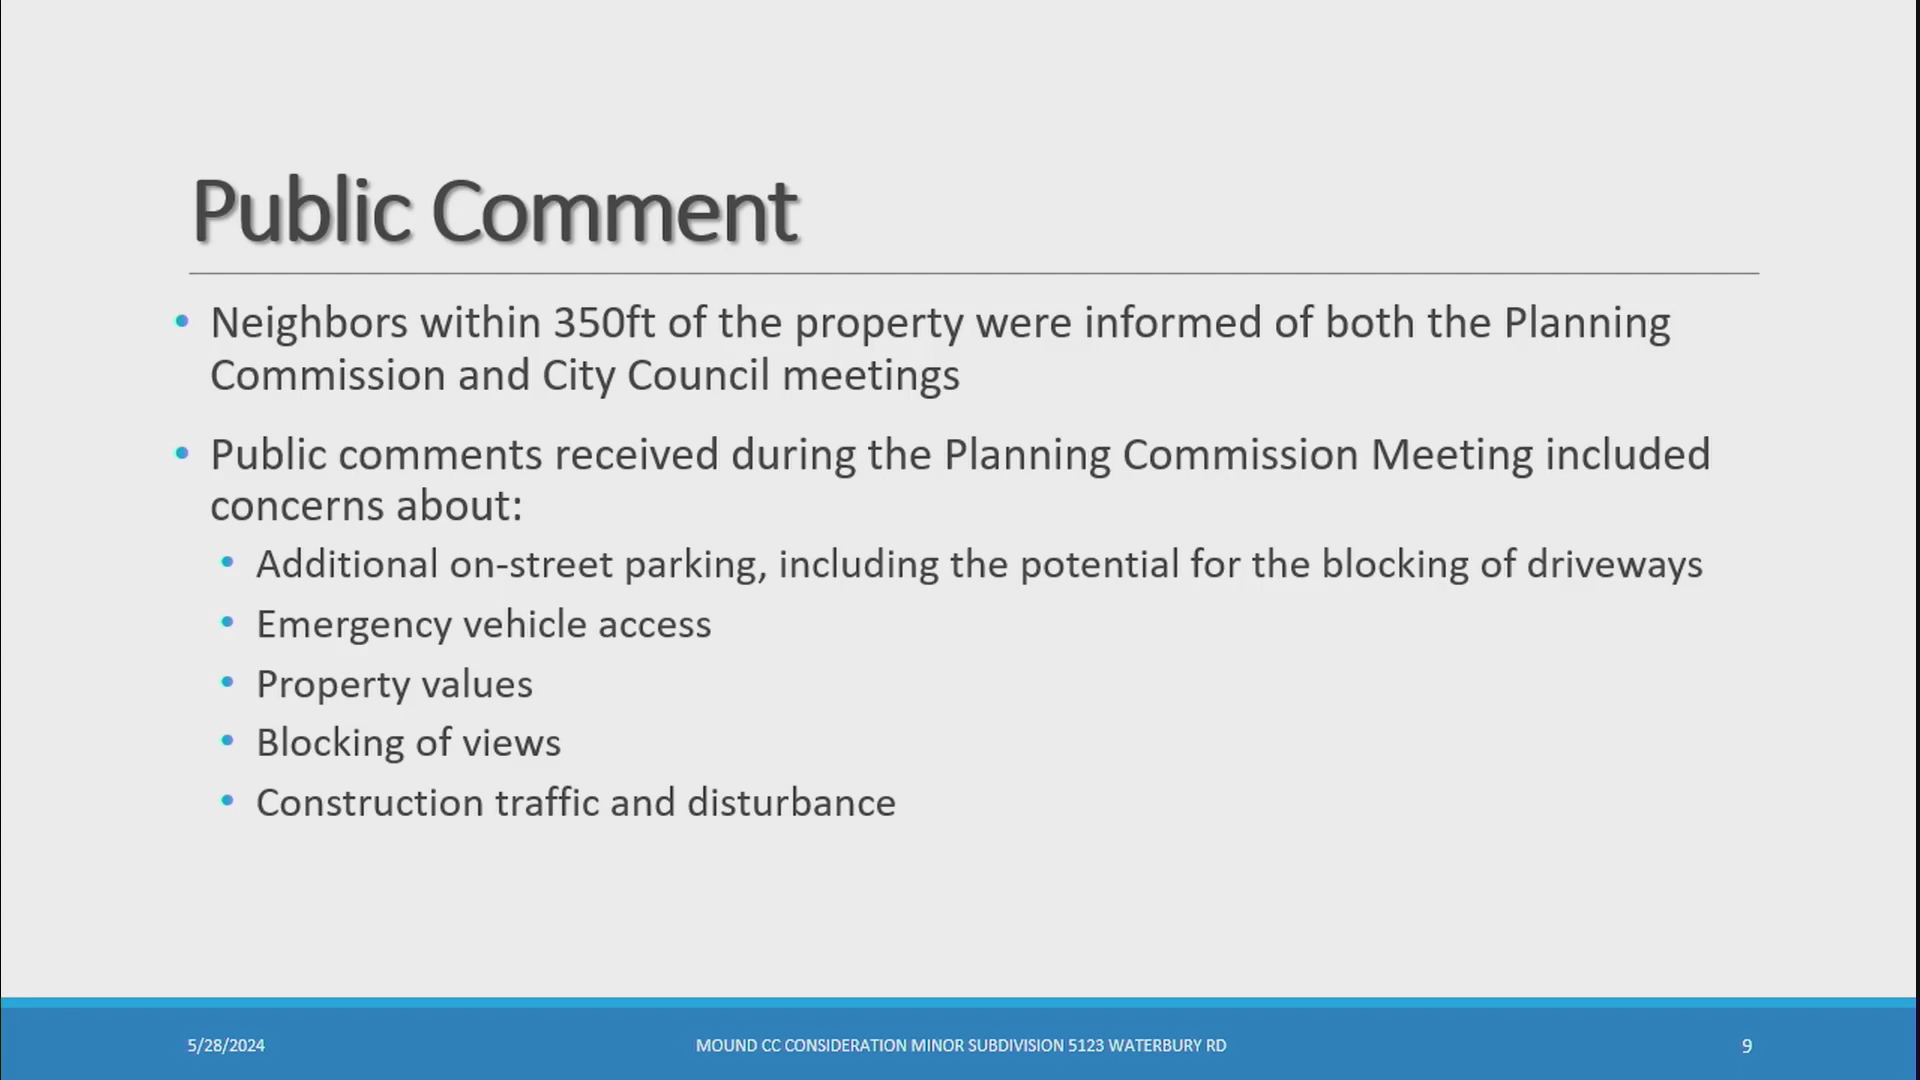 Public Comment
• Neighbors within 350ft of the property were informed of both the Planning
Commission and City Council meetings
• Public comments received during the Planning Commission Meeting included
concerns about:
• Additional on-street parking, including the potential for the blocking of driveways
• Emergency vehicle access
• Property values
• Blocking of views
• Construction traffic and disturbance
5/28/2024
MOUND CC CONSIDERATION MINOR SUBDIVISION 5123 WATERBURY RD
9